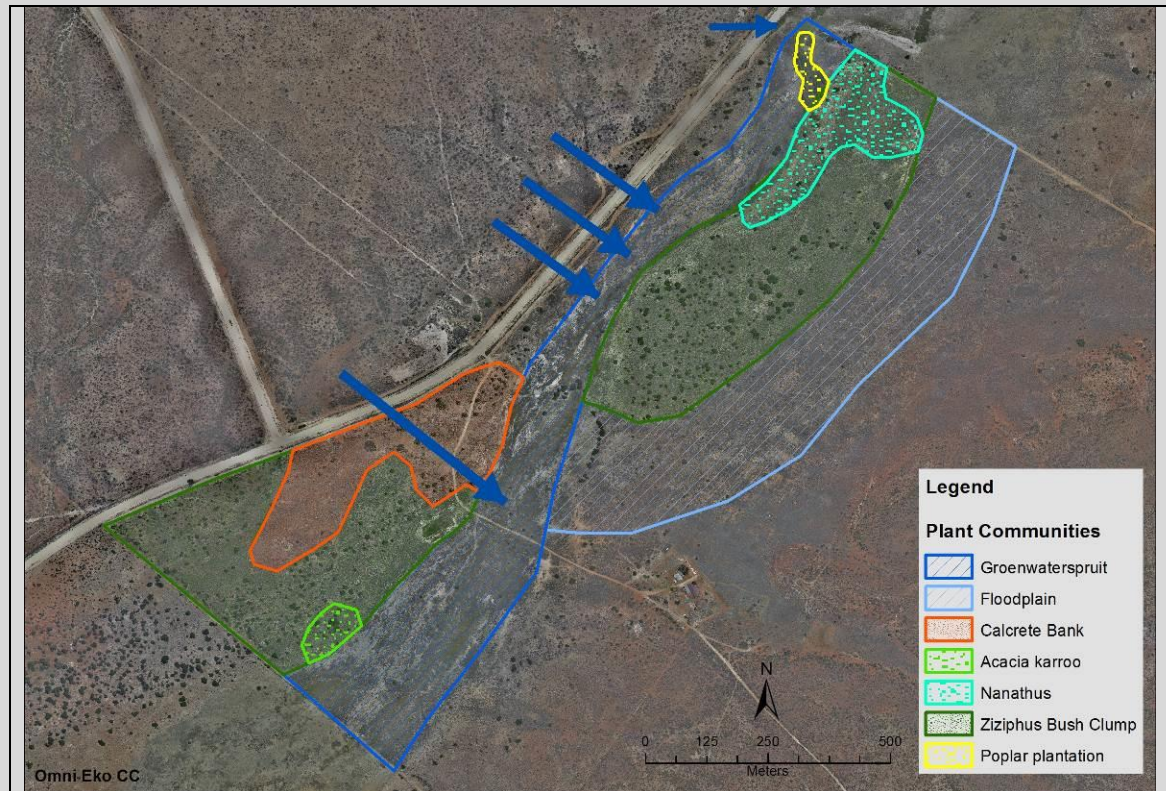 Legend
Plant Communities
Groenwaterspruit
Floodplain
Calcrete Bank
Acacia karroo
Nanathus
Ziziphus Bush Clump
Poplar plantation
N
0 125 250 500
Meters
Omni-Eko CC